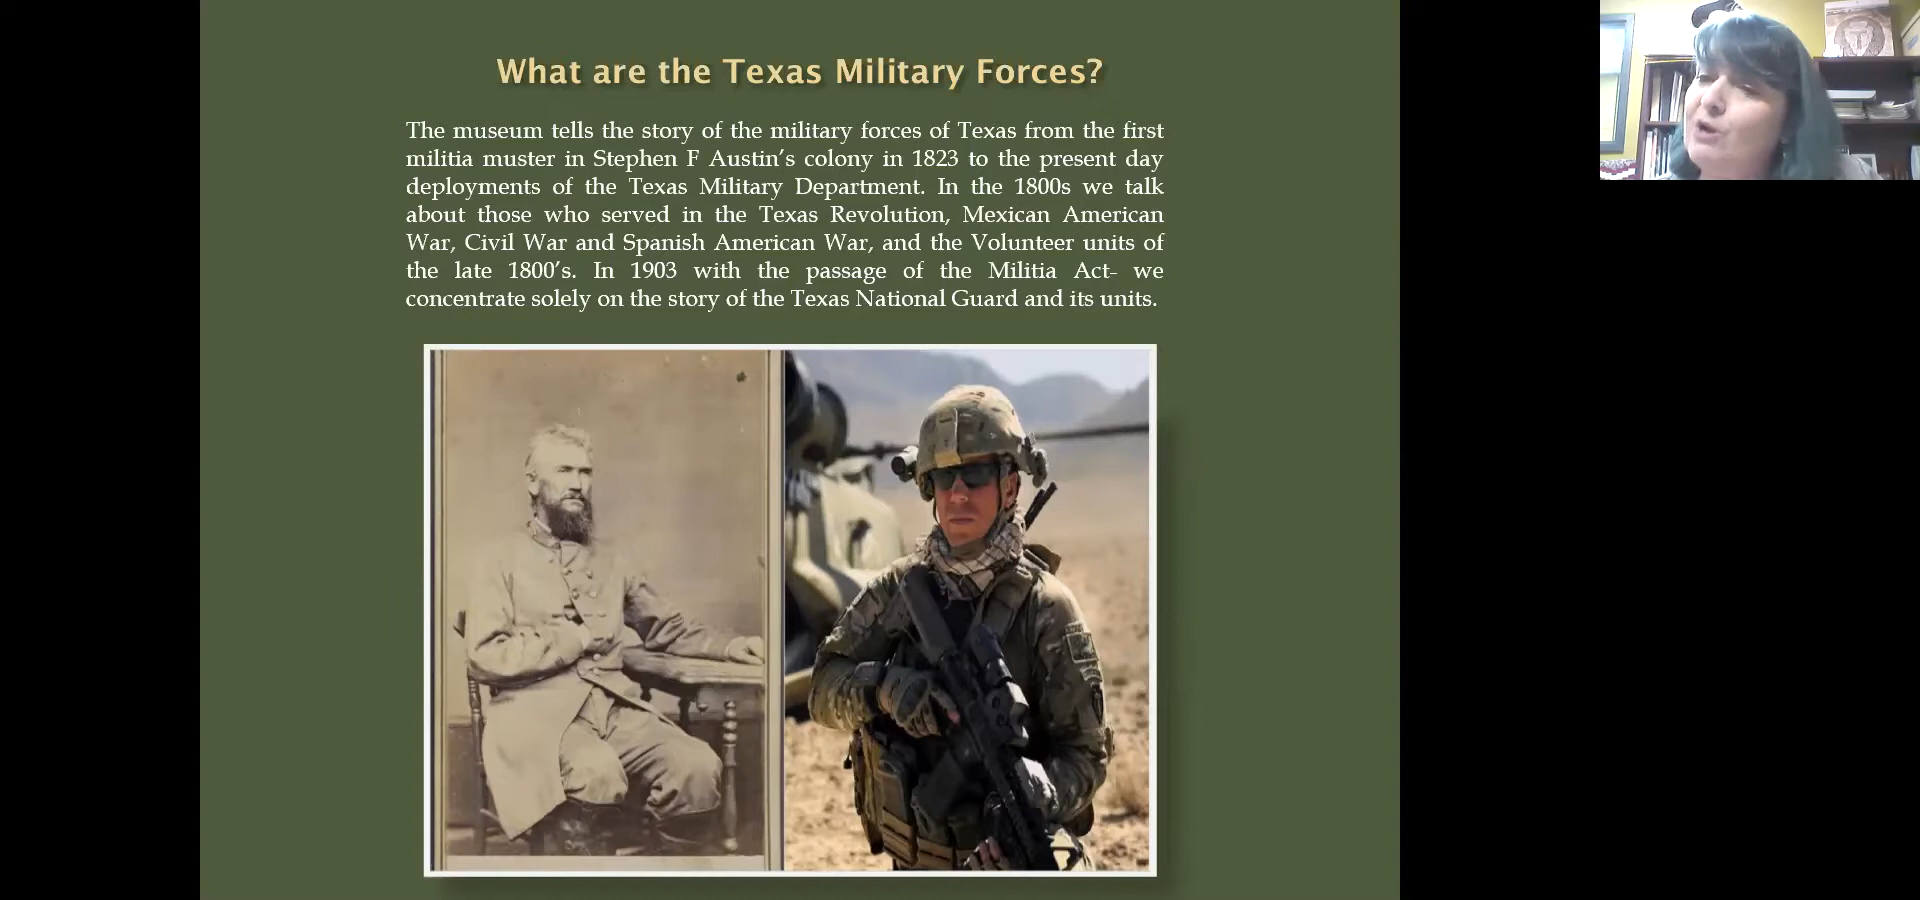 What are the Texas Military Forces?
The museum tells the story of the military forces of Texas from the first
militia muster in Stephen F Austin’s colony in 1823 to the present day
deployments of the Texas Military Department. In the 1800s we talk
about those who served in the Texas Revolution, Mexican American
War, Civil War and Spanish American War, and the Volunteer units of
the late 1800’s. In 1903 with the passage of the Militia Act- we
concentrate solely on the story of the Texas National Guard and its units.